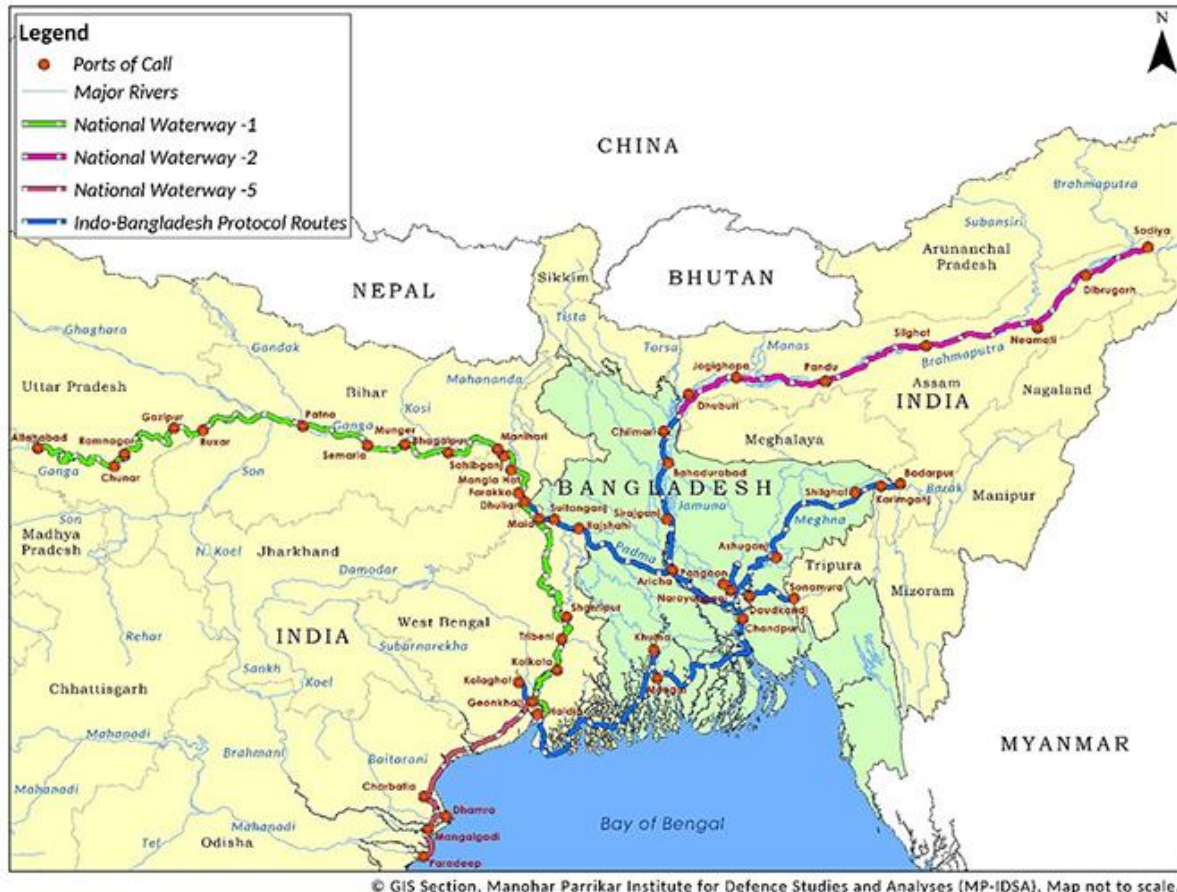 Legend
Ports of Call
Major Rivers
National Waterway -1
National Waterway -2
National Waterway -5
Indo-Bangladesh Protocol Routes
N
CHINA
NEPAL
BHUTAN
Sikkim
Tista
Torsa
Manas
Subansiri
Brahmaputra
Arunanchal
Pradesh
Sadiya
Dibrugarh
Neamati
Silghat
Brahmaputra
Jogighopa
Pandu
Dhuburi
Assam
INDIA
Nagaland
Meghalaya
Manipur
Ghaghara
Gandak
Uttar Pradesh
Bihar
Kosi
Mahananda
Allahabad
Ramnagar
Gazipur
Buxar
Chunar
Ganga
Patna
Ganga
Munger
Semaria
Bhagalpur
Sahibganj
Manihari
Mangla Hat
Farakka
Dhulian
Maia
Sultanganj
Rajshahi
Padma
Son
Son
Madhya
Pradesh
N. Koel
Jharkhand
Damodar
Chilmari
Bahadurabad
BANGLADESH
Jamuna
Sirajganj
Aricha
Pangaon
Narayanganj
Ashuganj
Meghna
Badarpur
Karimganj
Barak
Tripura
Sonamura
Daudkandi
Chandpur
Mizoram
Rehar
INDIA
West Bengal
Subarnarekha
Tribeni
Kolkata
Kolaghat
Haldia
Khulna
Mongla
Sankh
Koel
Chhattisgarh
Mahanadi
Brahmani
Baitarani
Charbatia
Dhamra
Mangalgadi
Paradeep
Mahanadi
Mahanadi
Tel
Odisha
Bay of Bengal
MYANMAR
© GIS Section, Manohar Parrikar Institute for Defence Studies and Analyses (MP-IDSA). Map not to scale.